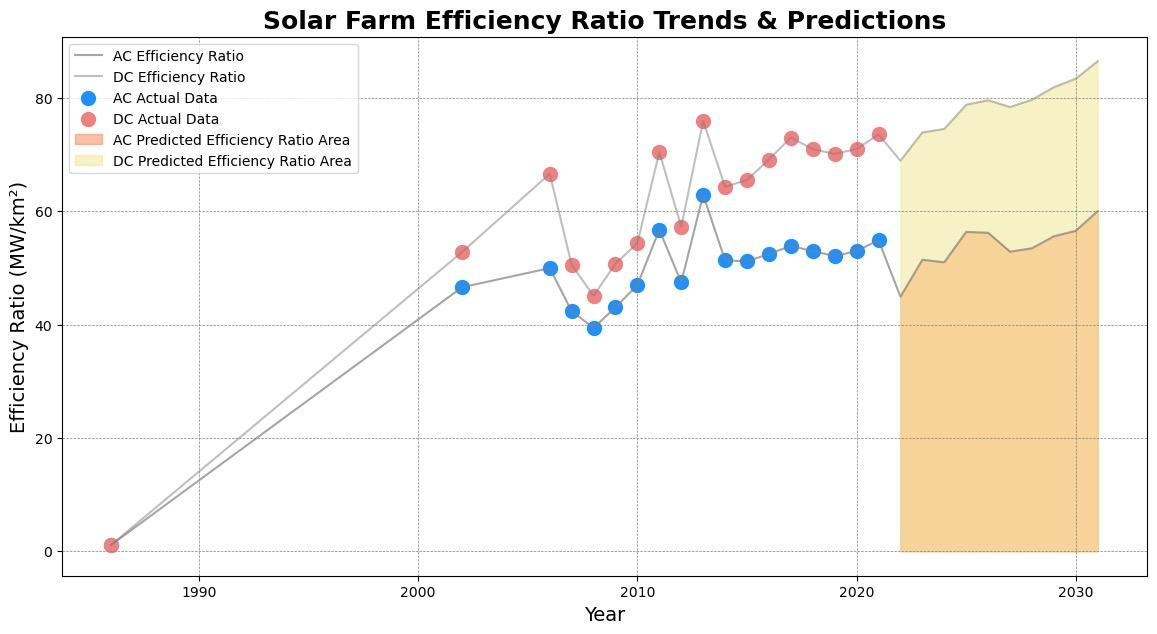 Solar Farm Efficiency Ratio Trends & Predictions
AC Efficiency Ratio
DC Efficiency Ratio
AC Actual Data
DC Actual Data
AC Predicted Efficiency Ratio Area
DC Predicted Efficiency Ratio Area
Efficiency Ratio (MW/km²)
80
60
40
20
0
1990
2000
2010
2020
2030
Year